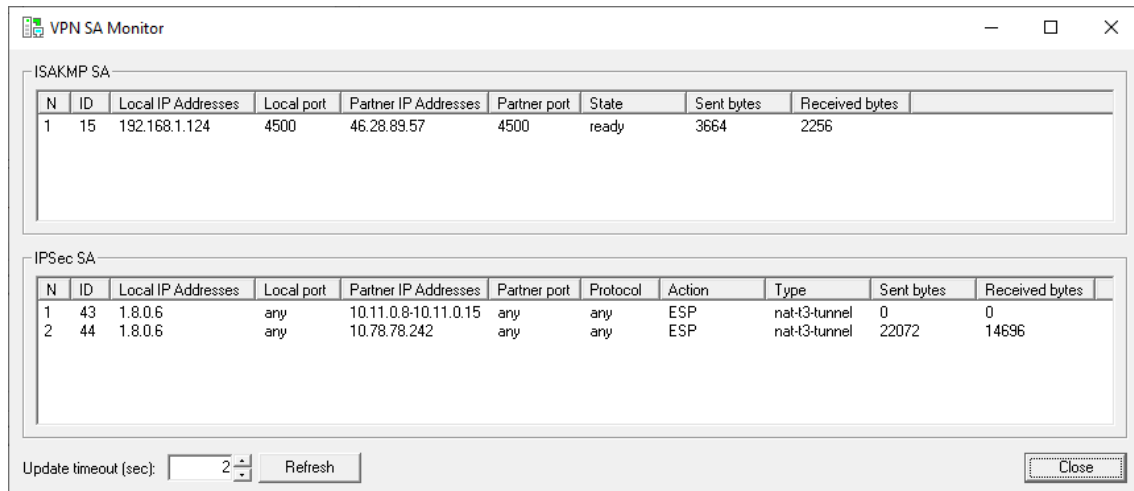 VPN SA Monitor
ISAKMP SA
N ID Local IP Addresses Local port Partner IP Addresses Partner port State Sent bytes Received bytes
1 15 192.168.1.124 4500 46.28.89.57 4500 ready 3664 2256
IPSec SA
N ID Local IP Addresses Local port Partner IP Addresses Partner port Protocol Action Type Sent bytes Received bytes
1 43 1.8.0.6 any 10.11.0.8-10.11.0.15 any any ESP nat-t3-tunnel 0 0
2 44 1.8.0.6 any 10.78.78.242 any any ESP nat-t3-tunnel 22072 14696
Update timeout (sec): 2 Refresh Close